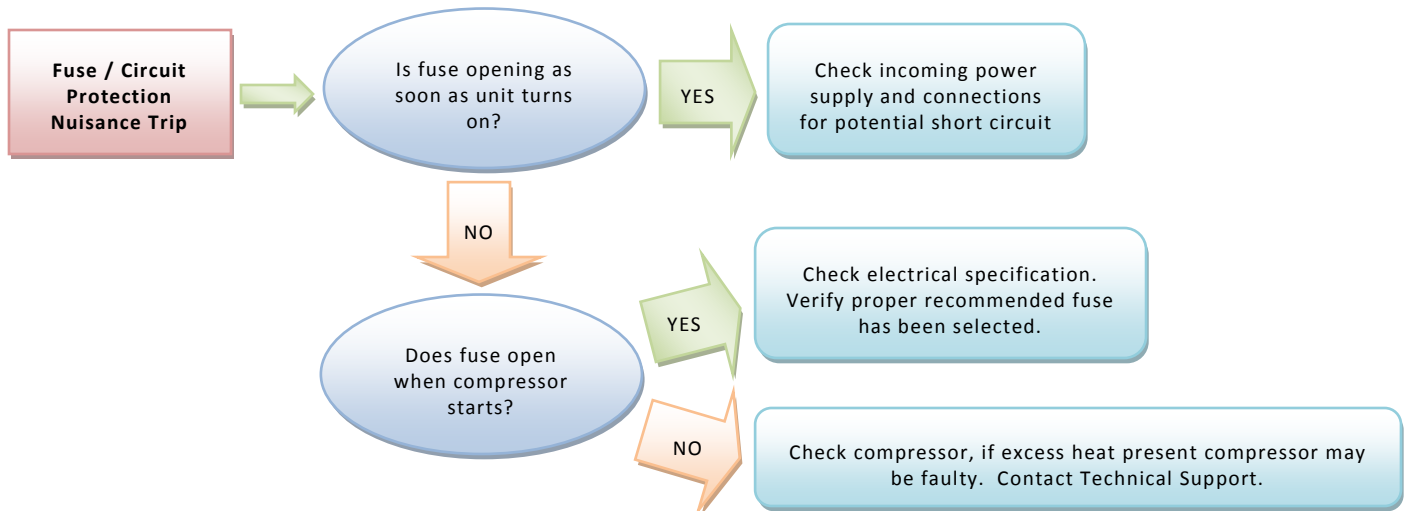 Fuse / Circuit
Protection
Nuisance Trip
Is fuse opening as
soon as unit turns
on?
YES
Check incoming power
supply and connections
for potential short circuit
NO
Does fuse open
when compressor
starts?
YES
Check electrical specification.
Verify proper recommended fuse
has been selected.
NO
Check compressor, if excess heat present compressor may
be faulty.  Contact Technical Support.